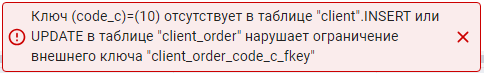 Ключ (code_c)=(10) отсутствует в таблице "client".INSERT или
UPDATE в таблице "client_order" нарушает ограничение
внешнего ключа "client_order_code_c_fkey"